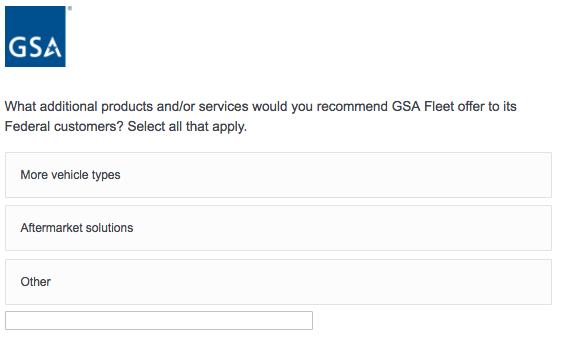 GSA
What additional products and/or services would you recommend GSA Fleet offer to its
Federal customers? Select all that apply.
More vehicle types
Aftermarket solutions
Other